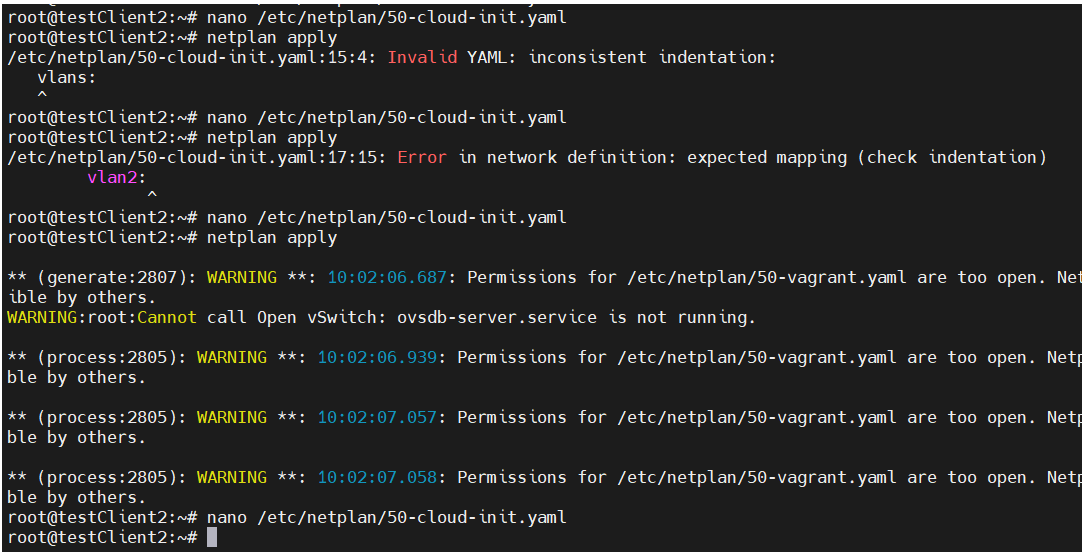 root@testClient2:~# nano /etc/netplan/50-cloud-init.yaml
root@testClient2:~# netplan apply
/etc/netplan/50-cloud-init.yaml:15:4: Invalid YAML: inconsistent indentation:
   vlans:
   ^
root@testClient2:~# nano /etc/netplan/50-cloud-init.yaml
root@testClient2:~# netplan apply
/etc/netplan/50-cloud-init.yaml:17:15: Error in network definition: expected mapping (check indentation)
        vlan2:
              ^
root@testClient2:~# nano /etc/netplan/50-cloud-init.yaml
root@testClient2:~# netplan apply

** (generate:2807): WARNING **: 10:02:06.687: Permissions for /etc/netplan/50-vagrant.yaml are too open. Net
ible by others.
WARNING:root:Cannot call Open vSwitch: ovsdb-server.service is not running.

** (process:2805): WARNING **: 10:02:06.939: Permissions for /etc/netplan/50-vagrant.yaml are too open. Netp
ble by others.

** (process:2805): WARNING **: 10:02:07.057: Permissions for /etc/netplan/50-vagrant.yaml are too open. Netp
ble by others.

** (process:2805): WARNING **: 10:02:07.058: Permissions for /etc/netplan/50-vagrant.yaml are too open. Netp
ble by others.
root@testClient2:~# nano /etc/netplan/50-cloud-init.yaml
root@testClient2:~#